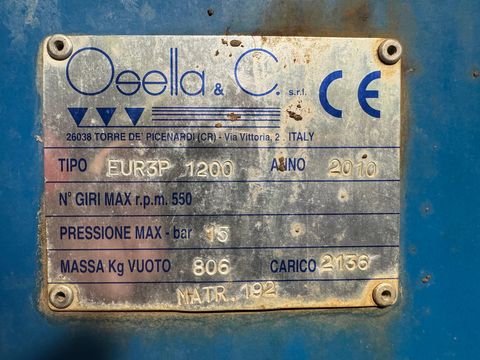 Osella & C. s.r.l. CE
26038 TORRE DE' PICENARDI (CR) - Via Vittoria, 2 . ITALY
TIPO EUR3P 1200 ANNO 2010
N° GIRI MAX r.p.m. 550
PRESSIONE MAX - bar 15
MASSA Kg VUOTO 806 CARICO 2136
MATR. 192